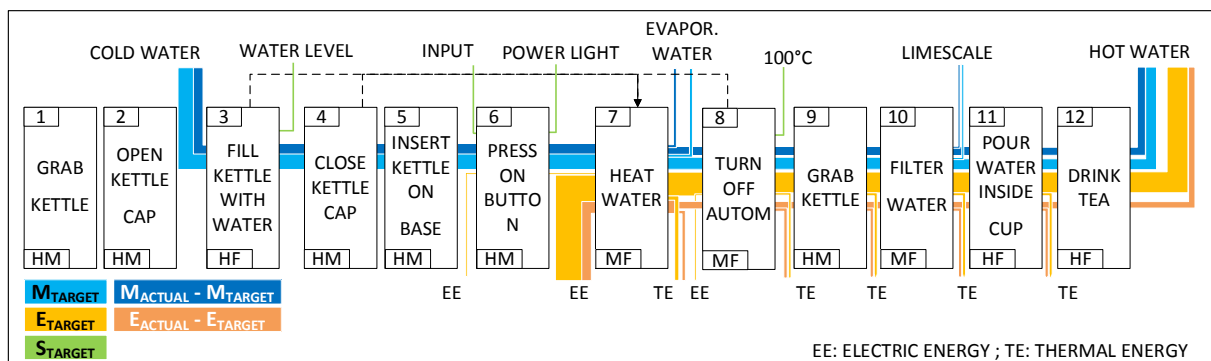 COLD WATER
WATER LEVEL
INPUT
POWER LIGHT
EVAPOR.
WATER
100°C
LIMESCALE
HOT WATER
1
GRAB
KETTLE
HM
2
OPEN
KETTLE
CAP
HM
3
FILL
KETTLE
WITH
WATER
HF
4
CLOSE
KETTLE
CAP
HM
5
INSERT
KETTLE
ON
BASE
HM
6
PRESS
ON
BUTTO
N
HM
7
HEAT
WATER
MF
8
TURN
OFF
AUTOM
MF
9
GRAB
KETTLE
HM
10
FILTER
WATER
MF
11
POUR
WATER
INSIDE
CUP
HF
12
DRINK
TEA
HF
EE
EE
TE
EE
TE
TE
TE
TE
MTARGET
MACTUAL - MTARGET
ETARGET
EACTUAL - ETARGET
STARGET
EE: ELECTRIC ENERGY ; TE: THERMAL ENERGY